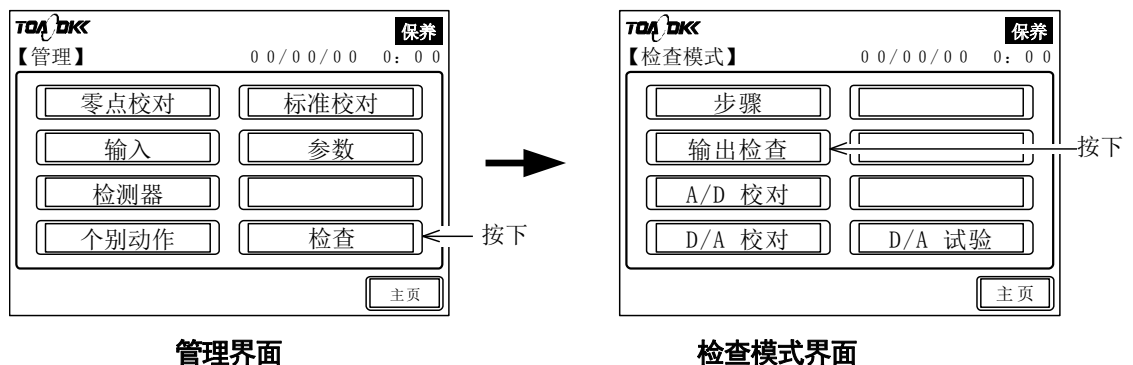 TOA DKK
保养
【管理】 00/00/00 0:00
零点校对 标准校对
输入 参数
检测器
个别动作 检查
按下
主页
管理界面
TOA DKK
保养
【检查模式】 00/00/00 0:00
步骤
输出检查
按下
A/D 校对
D/A 校对 D/A 试验
主页
检查模式界面